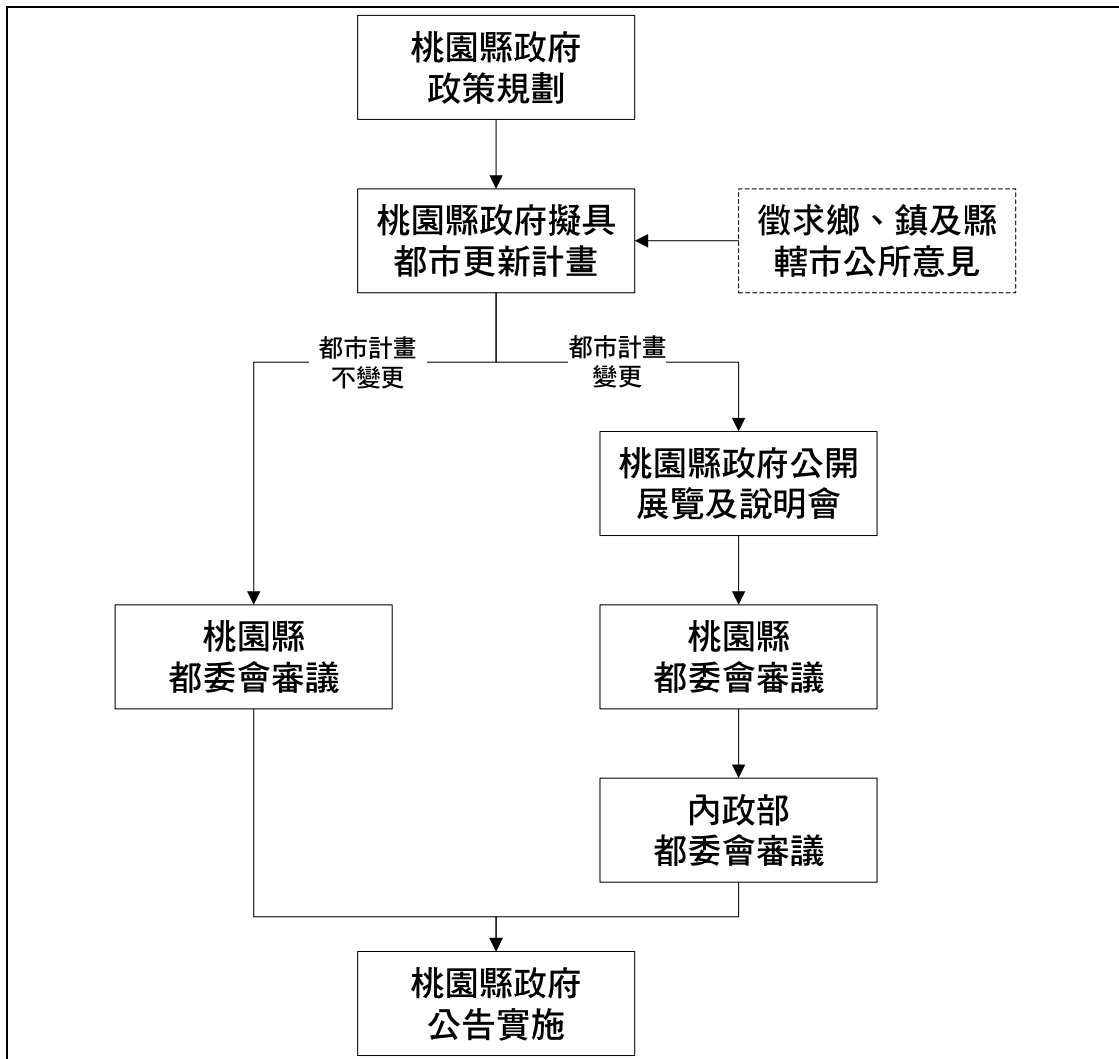 桃園縣政府
政策規劃
桃園縣政府擬具
都市更新計畫
徵求鄉、鎮及縣
轄市公所意見
都市計畫
不變更
都市計畫
變更
桃園縣政府公開
展覽及說明會
桃園縣
都委會審議
桃園縣
都委會審議
內政部
都委會審議
桃園縣政府
公告實施